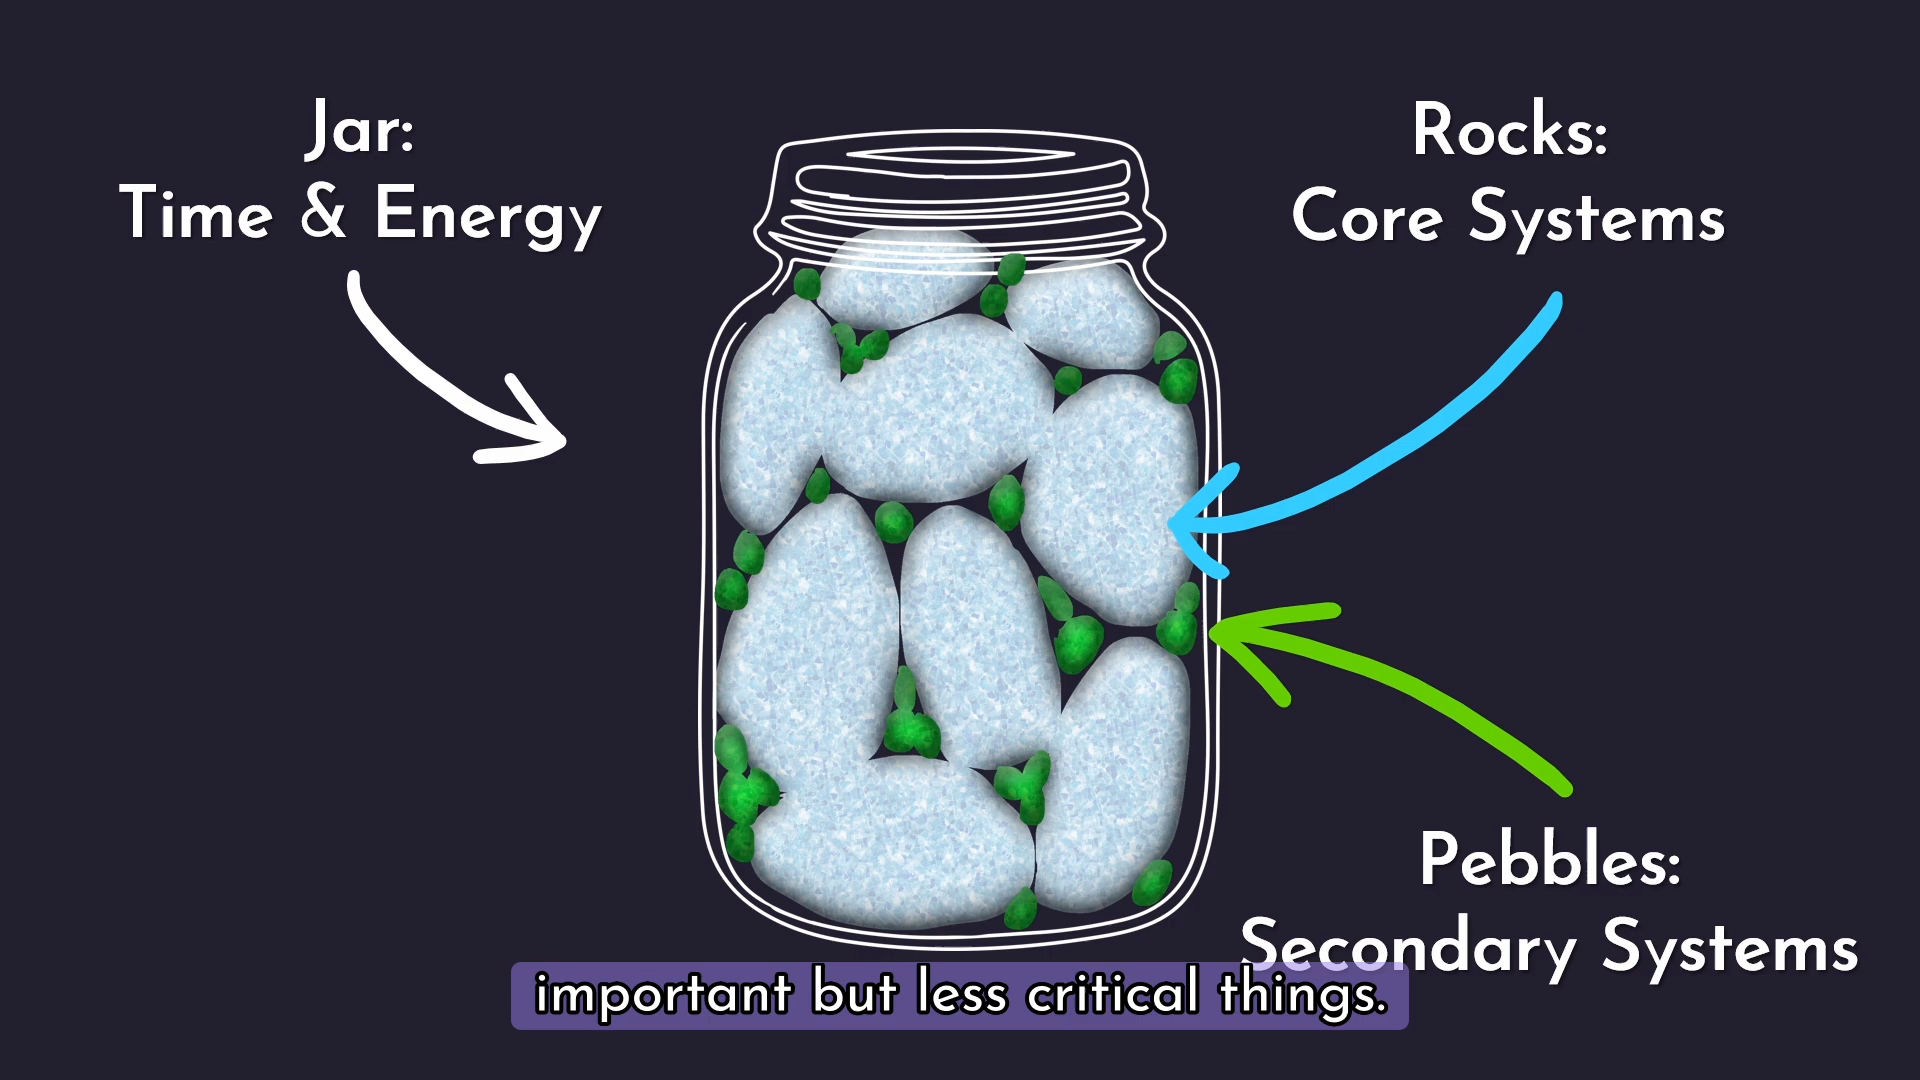 Jar:
Time & Energy
Rocks:
Core Systems
Pebbles:
Secondary Systems
important but less critical things.